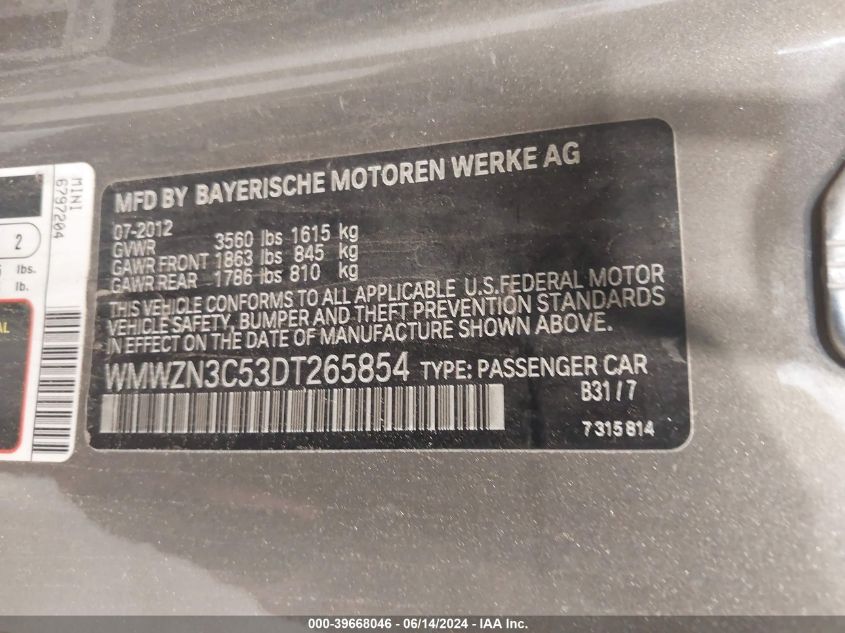 MFD BY BAYERISCHE MOTOREN WERKE AG
07-2012
GVWR 3560 lbs 1615 kg
GAWR FRONT 1863 lbs 845 kg
GAWR REAR 1786 lbs 810 kg
THIS VEHICLE CONFORMS TO ALL APPLICABLE U.S.FEDERAL MOTOR
VEHICLE SAFETY, BUMPER AND THEFT PREVENTION STANDARDS
IN EFFECT ON THE DATE OF MANUFACTURE SHOWN ABOVE.
WMWZN3C53DT265854 TYPE: PASSENGER CAR
B31/7
7315814
MINI
6797204
2
lbs.
lb.
000-39668046 - 06/14/2024 - IAA Inc.